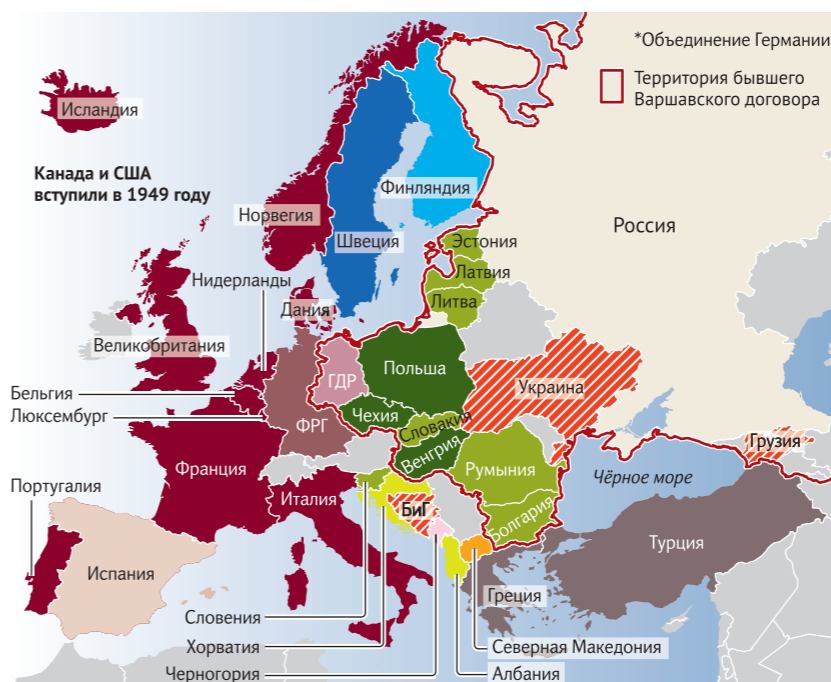 *Объединение Германии
Территория бывшего
Варшавского договора
Исландия
Канада и США
вступили в 1949 году
Финляндия
Норвегия
Швеция
Россия
Эстония
Латвия
Литва
Нидерланды
Дания
Великобритания
Польша
ГДР
Украина
Бельгия
Люксембург
Чехия
ФРГ
Словакия
Венгрия
Грузия
Франция
Румыния
Чёрное море
Португалия
Италия
БиГ
Болгария
Турция
Испания
Греция
Словения
Хорватия
Северная Македония
Черногория
Албания